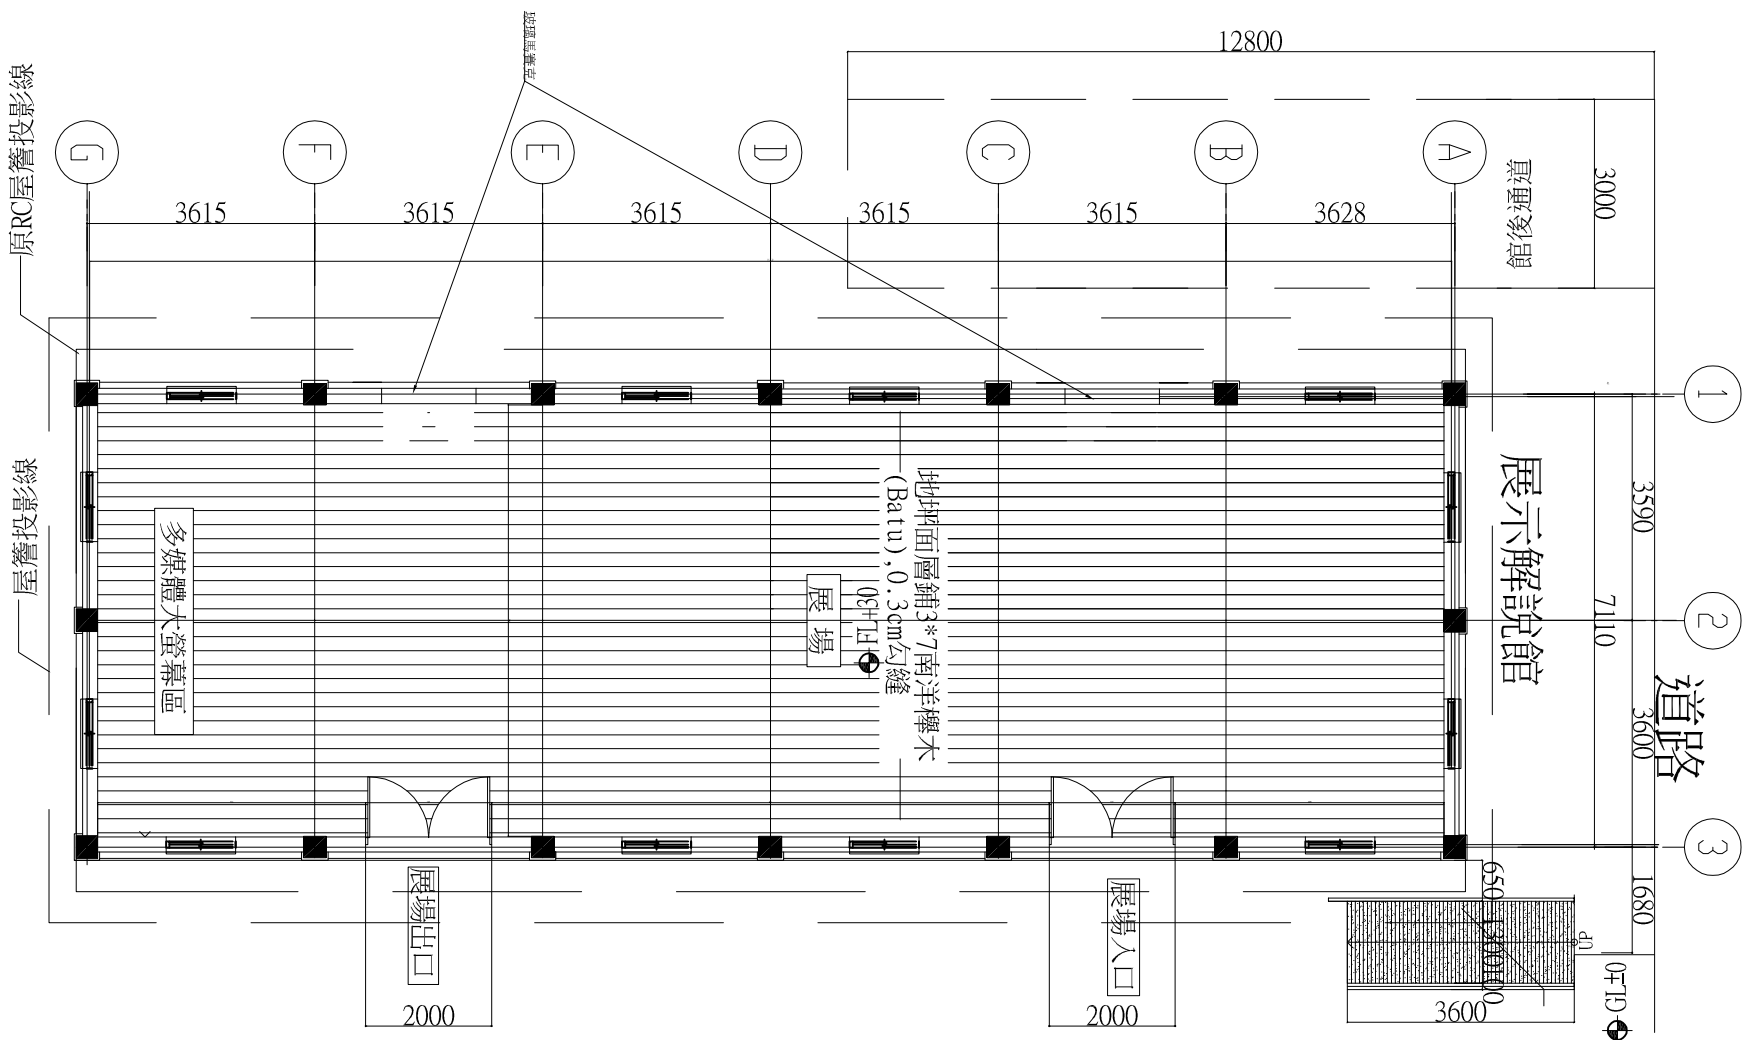 12800
原RC屋簷投影線
G
F
E
D
C
B
A
館後通道
3000
3615
3615
3615
3615
3615
3628
1
屋簷投影線
展示解說館
3590
多媒體大螢幕區
地坪面層鋪3*7南洋櫸木
(Batu),0.3cm勾縫
FL+30
展 場
7110
2
道路
3600
3
650
1300
100
1680
UP
展場出口
展場入口
GL±0
2000
2000
3600